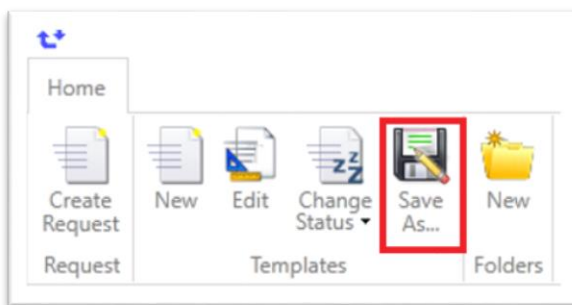 Home
Create
Request
New
Edit
Change
Status
Save
As...
New
Request
Templates
Folders